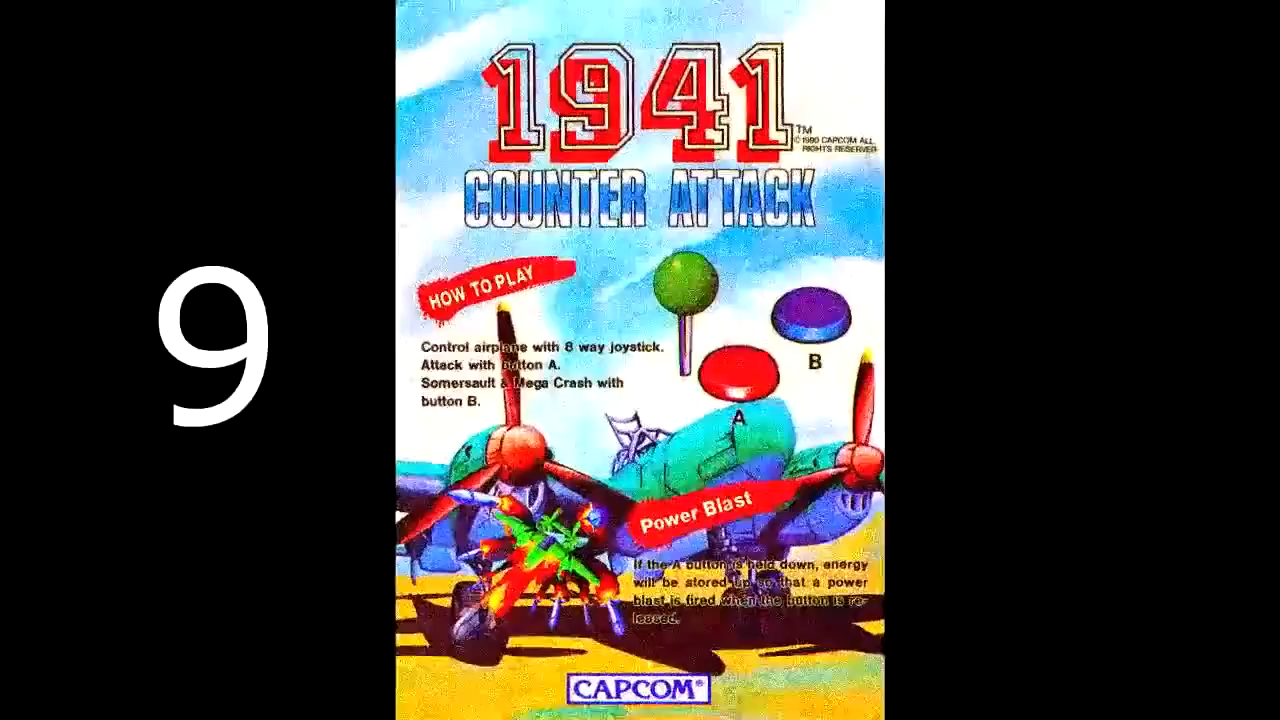 9
1941
TM
© 1990 CAPCOM ALL
RIGHTS RESERVED
COUNTER ATTACK
HOW TO PLAY
Control airplane with 8 way joystick.
Attack with button A.
Somersault & Mega Crash with
button B.
B
A
Power Blast
If the A button is held down, energy
will be stored up so that a power
blast is fired when the button is re-
leased.
CAPCOM®